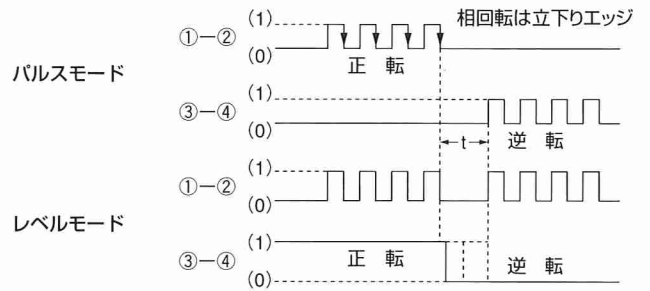 (1) 相回転は立下りエッジ
①－②
(0) 正 転
パルスモード
(1)
③－④
(0)
t 逆 転
(1)
①－②
(0)
レベルモード
(1)
③－④ 正 転 逆 転
(0)